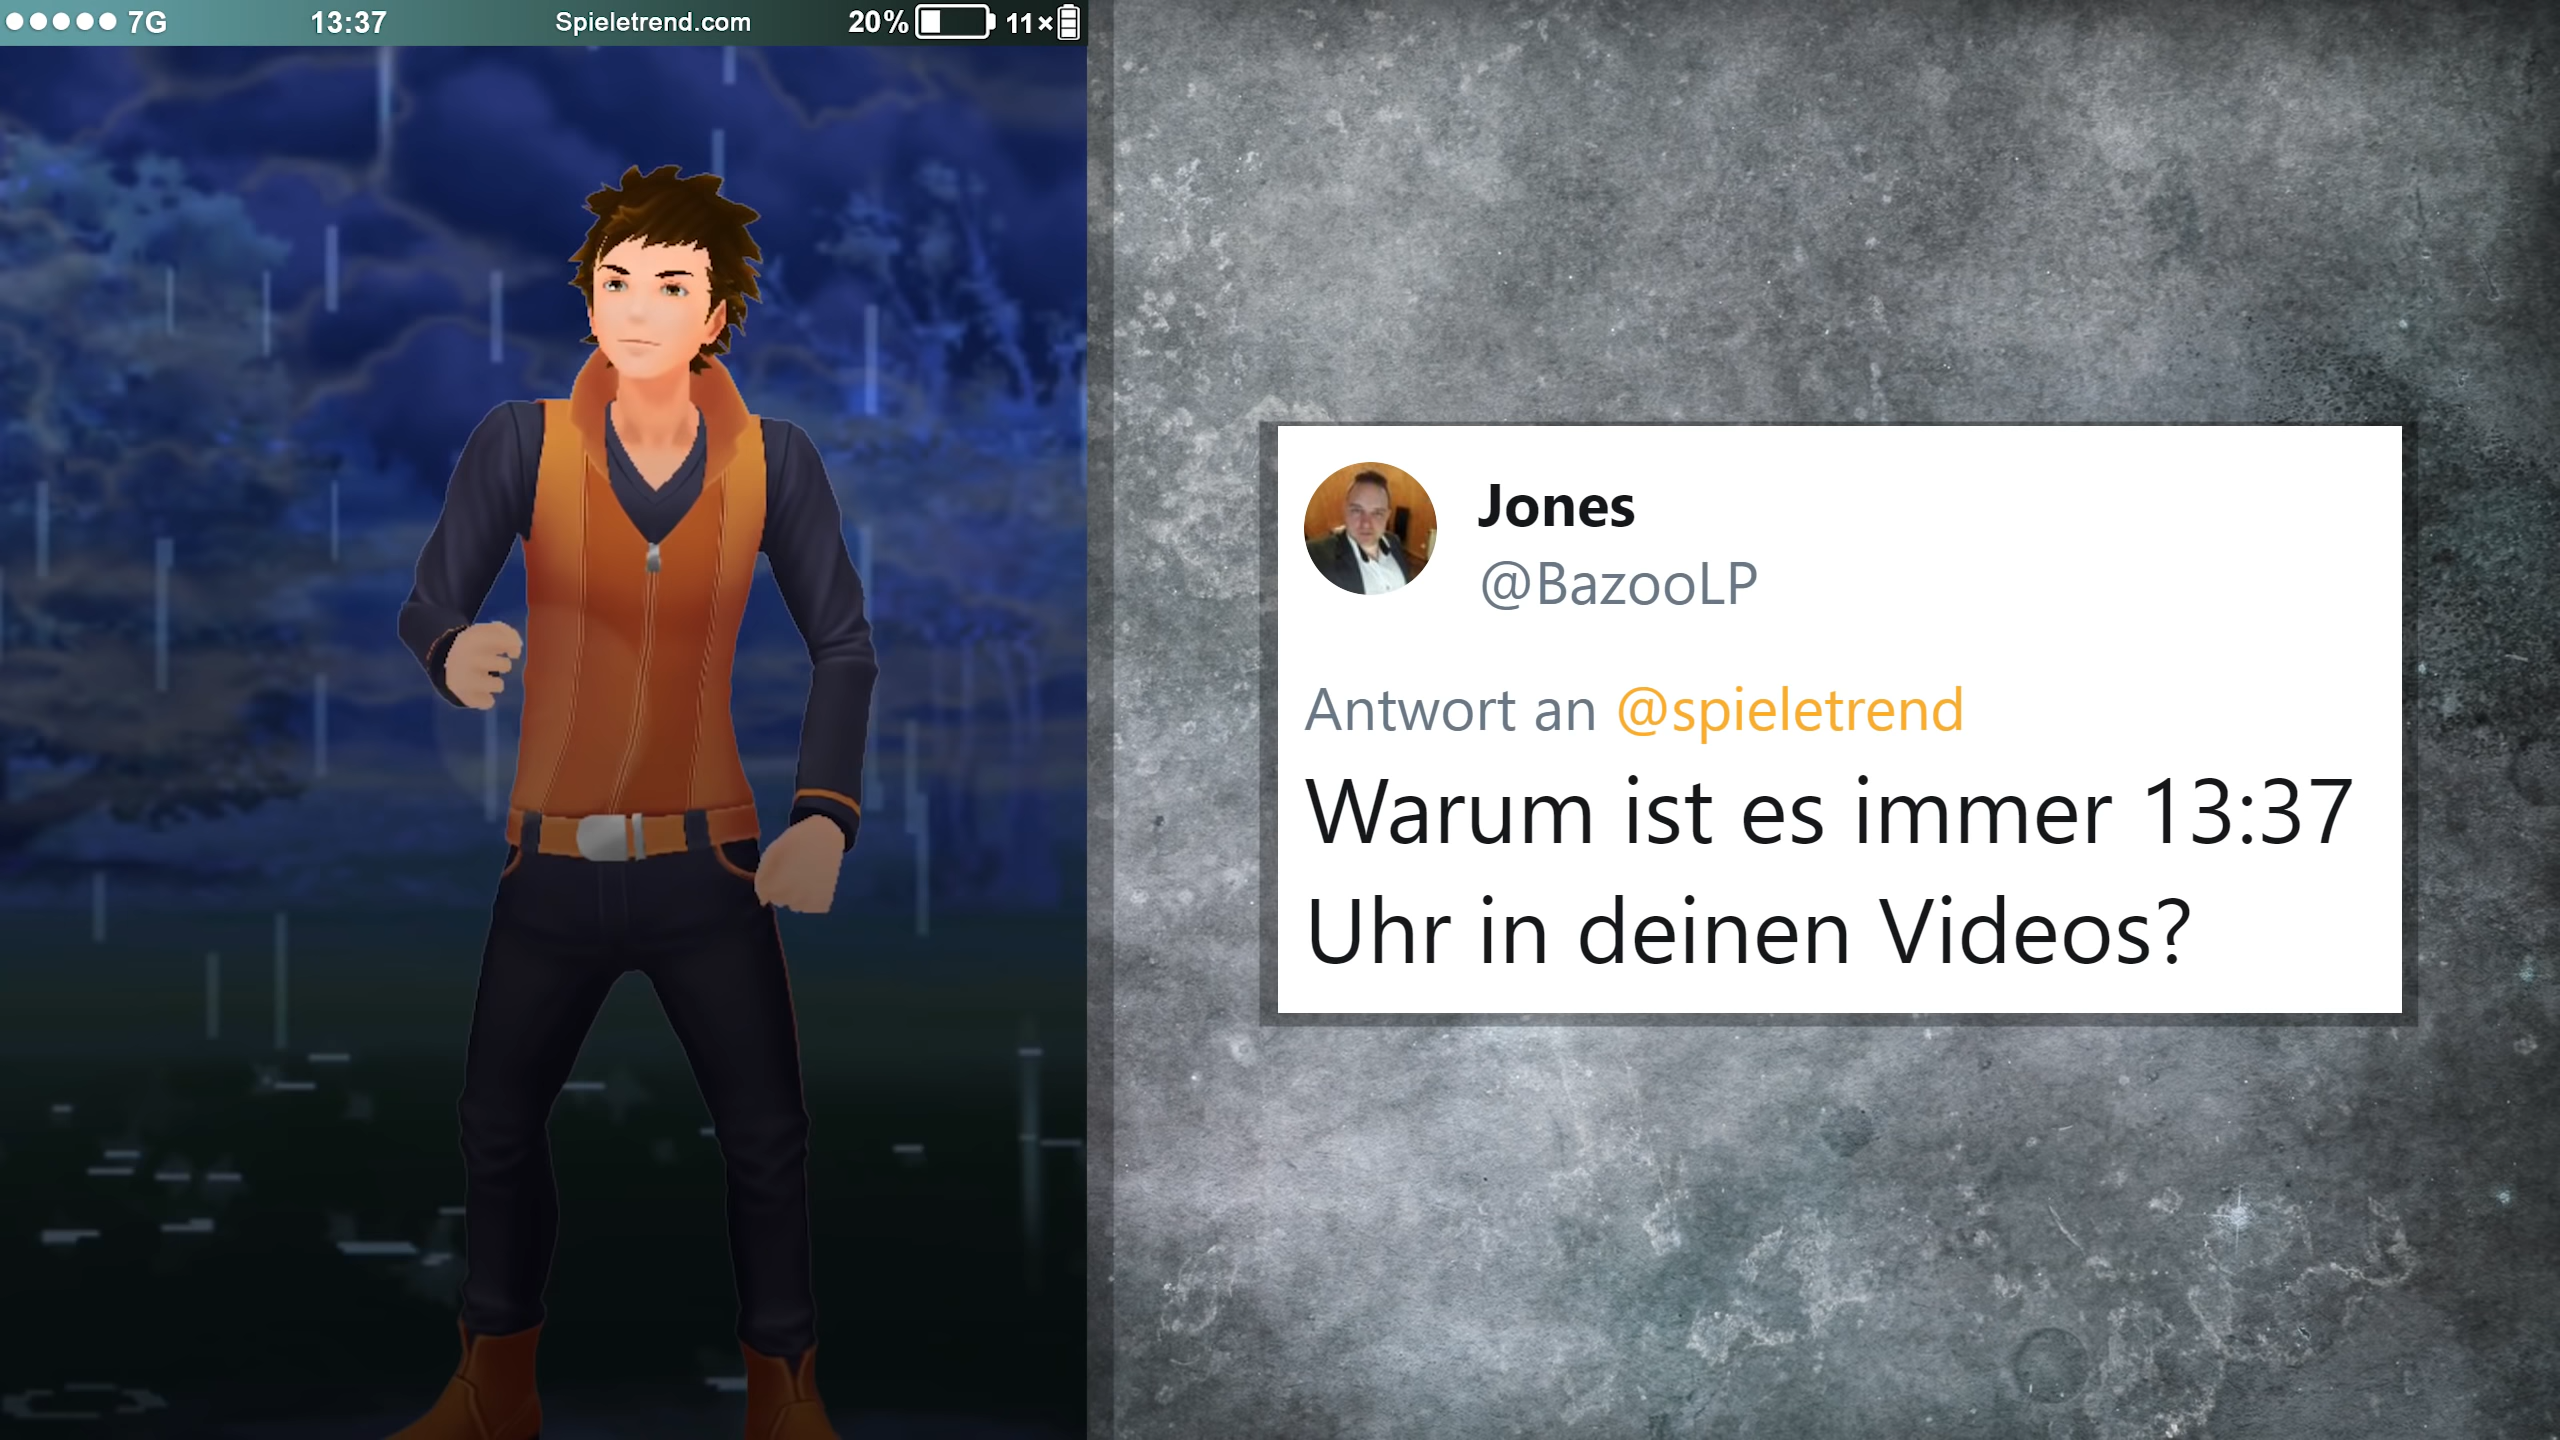 7G 13:37 Spieletrend.com 20% 11×
Jones
@BazooLP
Antwort an @spieletrend
Warum ist es immer 13:37
Uhr in deinen Videos?